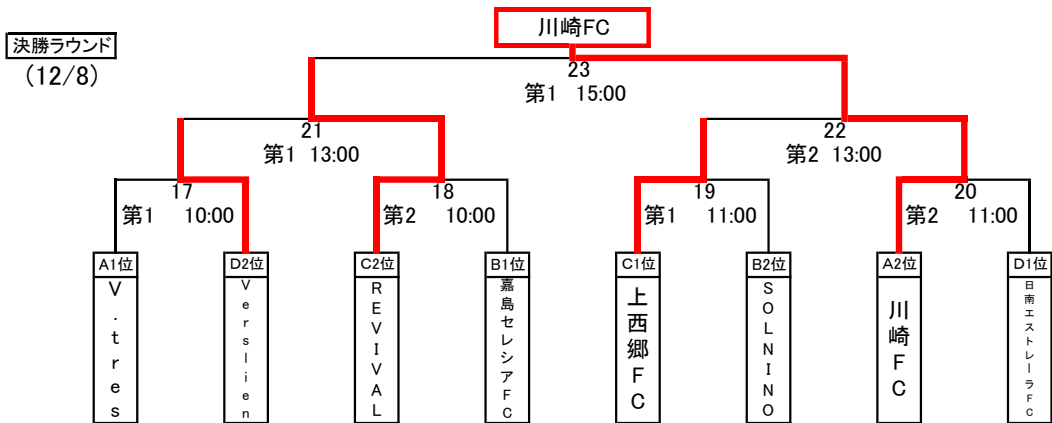 川崎FC
決勝ラウンド
(12/8)
23
第1 15:00
21
第1 13:00
22
第2 13:00
17
第1 10:00
18
第2 10:00
19
第1 11:00
20
第2 11:00
A1位
V.tres
D2位
Verslien
C2位
REVIVAL
B1位
嘉島セレシアFC
C1位
上西郷FC
B2位
SOLNINO
A2位
川崎FC
D1位
日南エストレーラFC